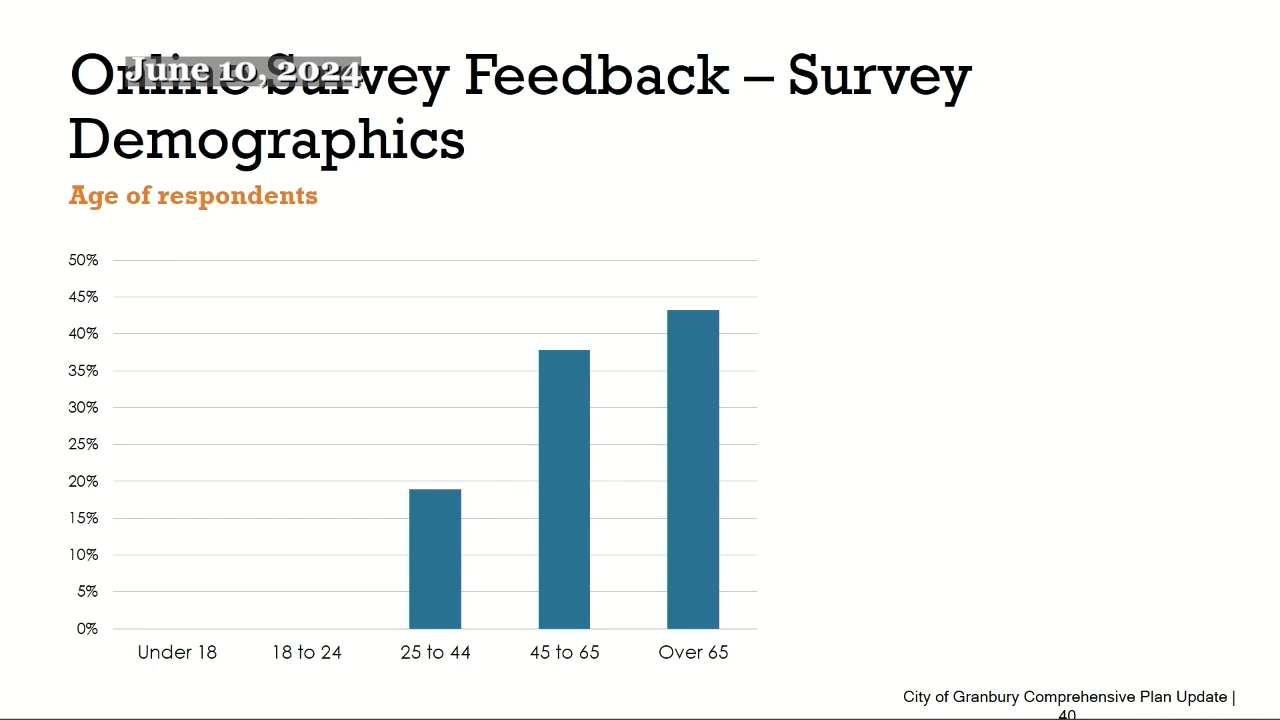 June 10, 2024
Online Survey Feedback – Survey
Demographics
Age of respondents
50%
45%
40%
35%
30%
25%
20%
15%
10%
5%
0%
Under 18
18 to 24
25 to 44
45 to 65
Over 65
City of Granbury Comprehensive Plan Update |
40